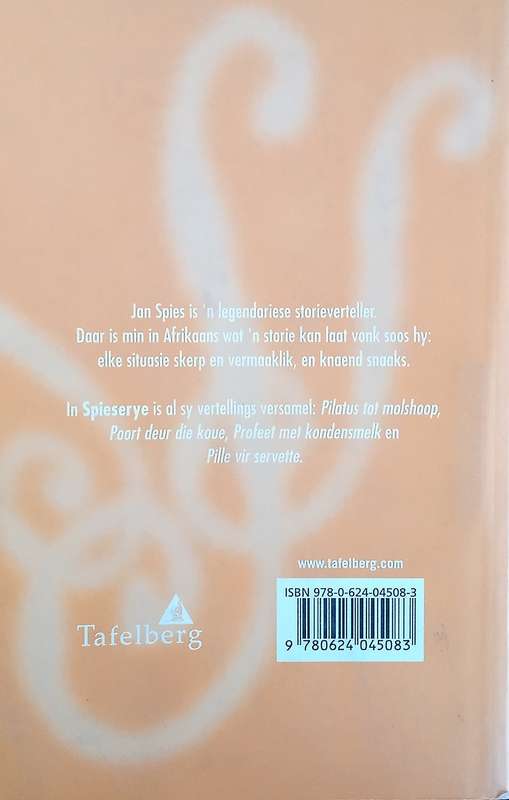 Jan Spies is 'n legendariese storieverteller.
Daar is min in Afrikaans wat 'n storie kan laat vonk soos hy:
elke situasie skerp en vermaaklik, en knaend snaaks.
In Spieserye is al sy vertellings versamel: Pilatus tot molshoop,
Poort deur die koue, Profeet met kondensmelk en
Pille vir servette.
www.tafelberg.com
ISBN 978-0-624-04508-3
9 780624 045083
Tafelberg